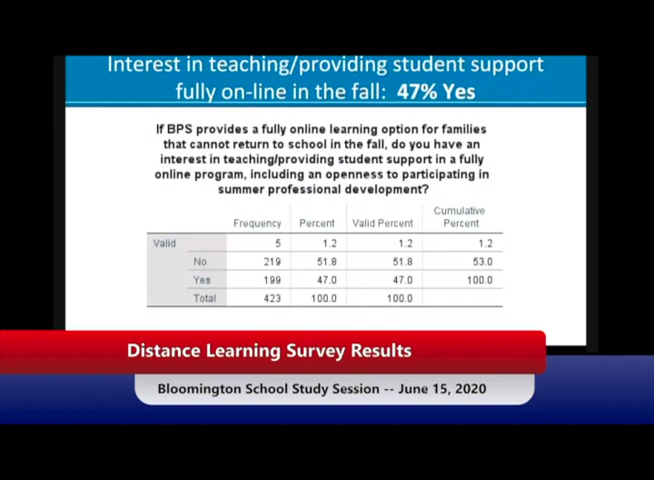 Interest in teaching/providing student support
fully on-line in the fall: 47% Yes
If BPS provides a fully online learning option for families
that cannot return to school in the fall, do you have an
interest in teaching/providing student support in a fully
online program, including an openness to participating in
summer professional development?
Frequency Percent Valid Percent Cumulative Percent
Valid 5 1.2 1.2 1.2
No 219 51.8 51.8 53.0
Yes 199 47.0 47.0 100.0
Total 423 100.0 100.0
Distance Learning Survey Results
Bloomington School Study Session -- June 15, 2020